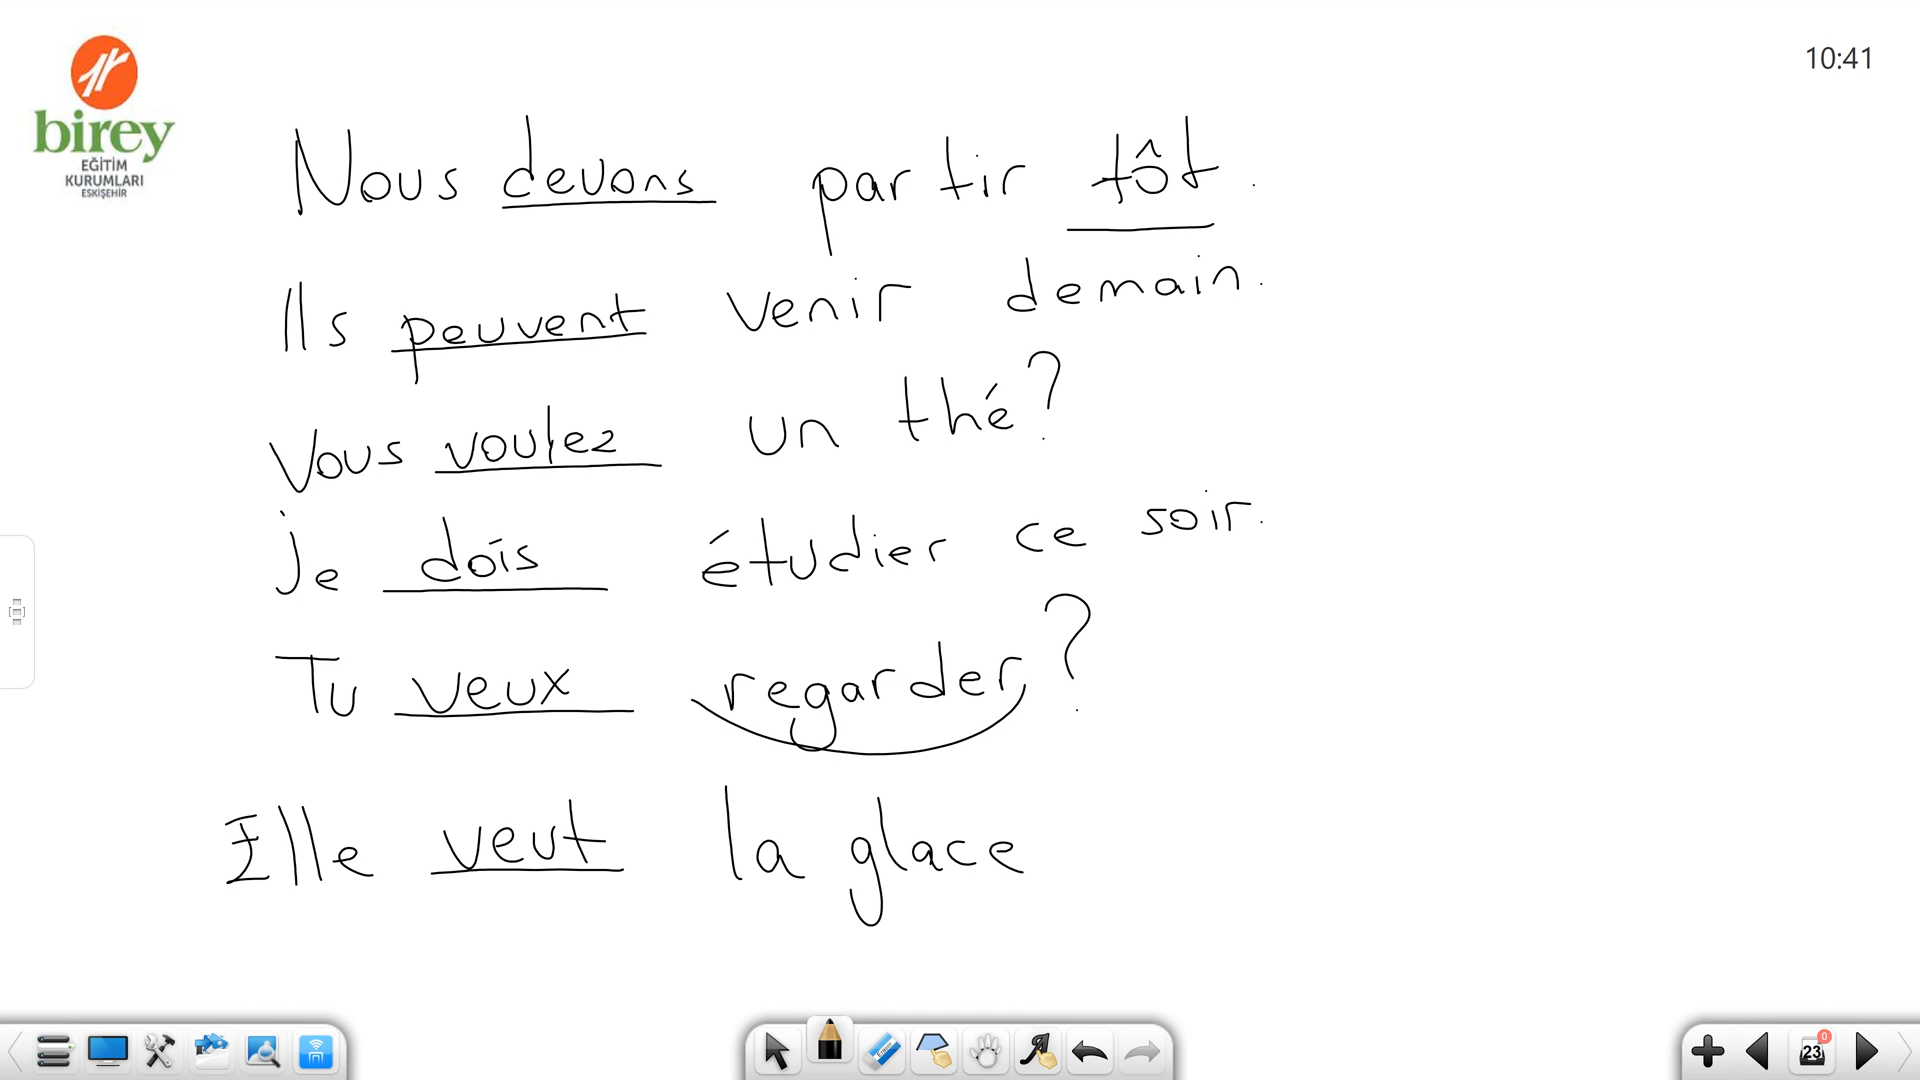 birey
EĞİTİM
KURUMLARI
ESKİŞEHİR
10:41
Nous devons partir tôt.
Ils peuvent venir demain.
Vous voulez un thé?
je dois étudier ce soir.
Tu veux regarder?
Elle veut la glace
23
0